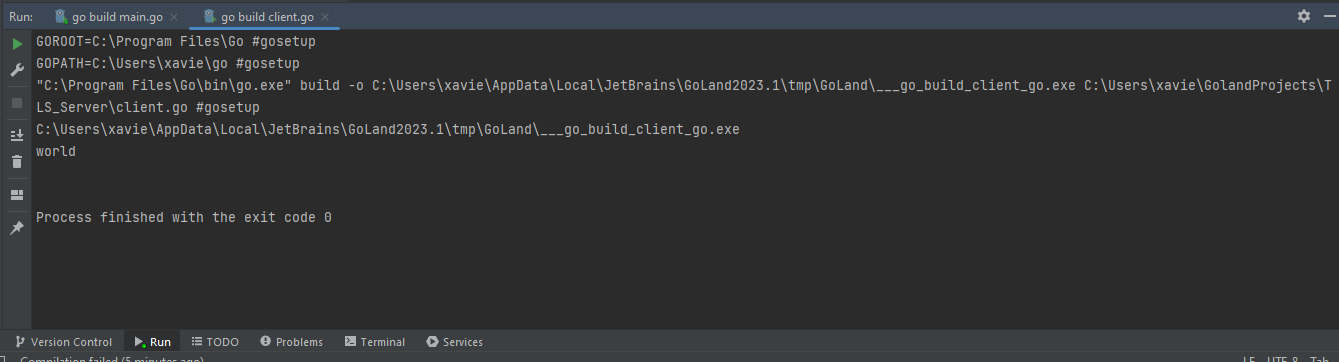 Run:
go build main.go
go build client.go
GOROOT=C:\Program Files\Go #gosetup
GOPATH=C:\Users\xavie\go #gosetup
"C:\Program Files\Go\bin\go.exe" build -o C:\Users\xavie\AppData\Local\JetBrains\GoLand2023.1\tmp\GoLand\___go_build_client_go.exe C:\Users\xavie\GolandProjects\T
LS_Server\client.go #gosetup
C:\Users\xavie\AppData\Local\JetBrains\GoLand2023.1\tmp\GoLand\___go_build_client_go.exe
world
Process finished with the exit code 0
Version Control
Run
TODO
Problems
Terminal
Services
Compilation failed (5 minutes ago)
LF
UTF-8
Tab